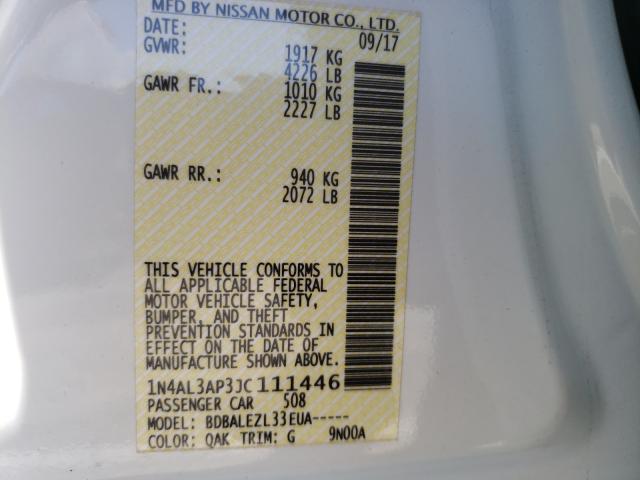 MFD BY NISSAN MOTOR CO., LTD.
DATE: 09/17
GVWR: 1917 KG
4226 LB
GAWR FR.: 1010 KG
2227 LB
GAWR RR.: 940 KG
2072 LB
THIS VEHICLE CONFORMS TO
ALL APPLICABLE FEDERAL
MOTOR VEHICLE SAFETY,
BUMPER, AND THEFT
PREVENTION STANDARDS IN
EFFECT ON THE DATE OF
MANUFACTURE SHOWN ABOVE.
1N4AL3AP3JC111446
PASSENGER CAR 508
MODEL: BDBALEZL33EUA-----
COLOR: QAK TRIM: G 9N00A